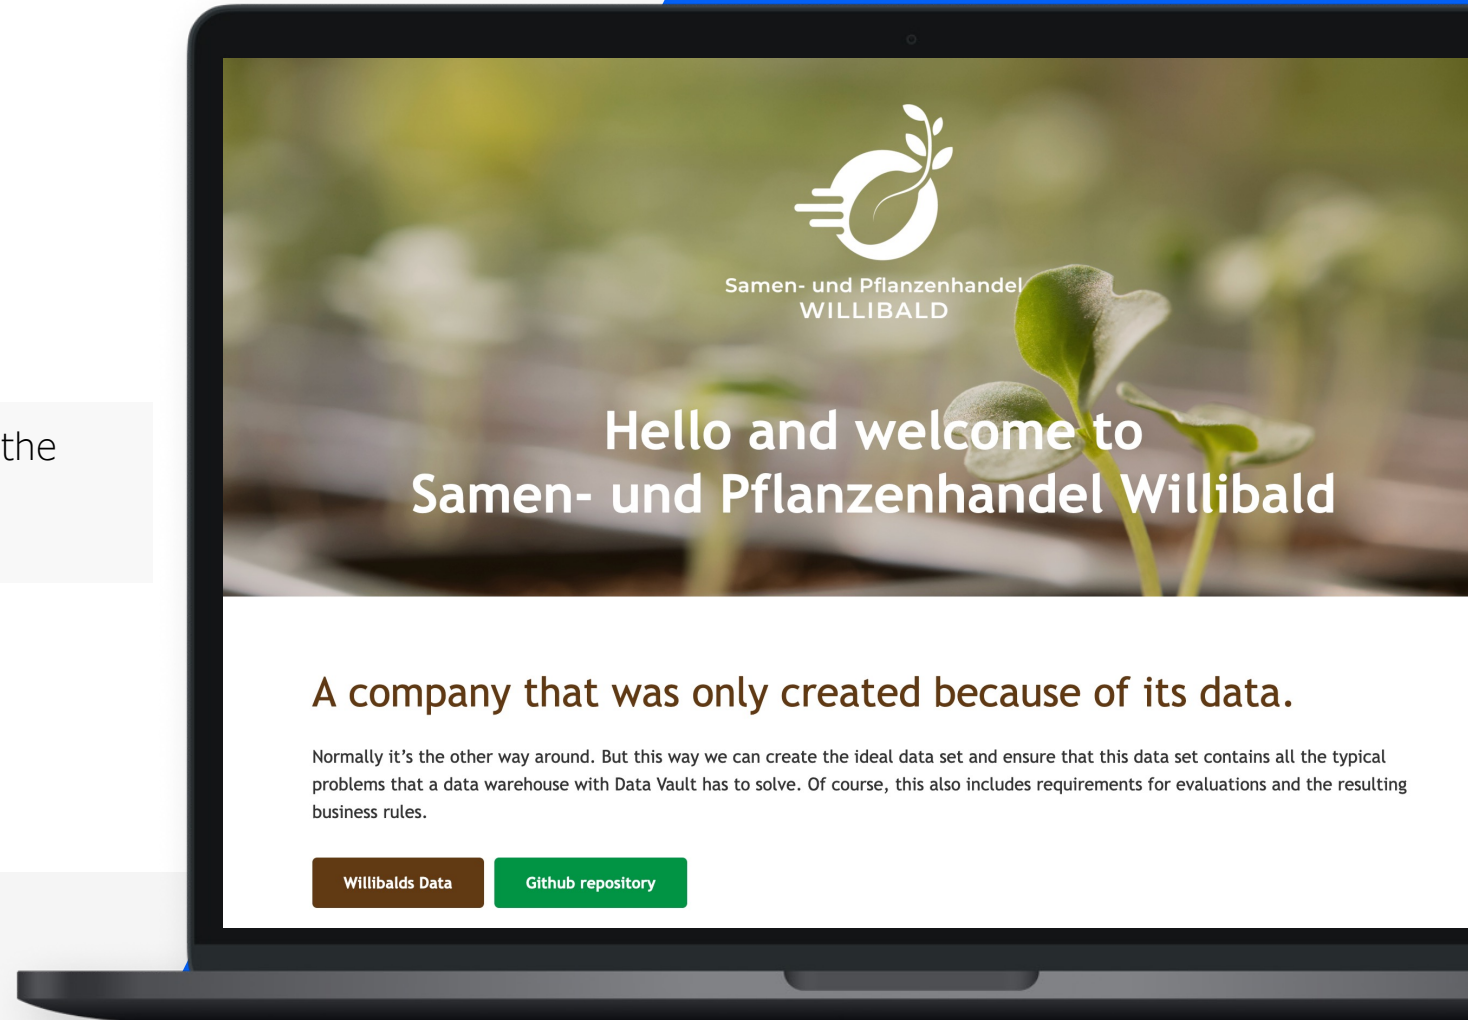 the
Samen- und Pflanzenhandel
WILLIBALD
Hello and welcome to
Samen- und Pflanzenhandel Willibald
A company that was only created because of its data.
Normally it’s the other way around. But this way we can create the ideal data set and ensure that this data set contains all the typical
problems that a data warehouse with Data Vault has to solve. Of course, this also includes requirements for evaluations and the resulting
business rules.
Willibalds Data
Github repository